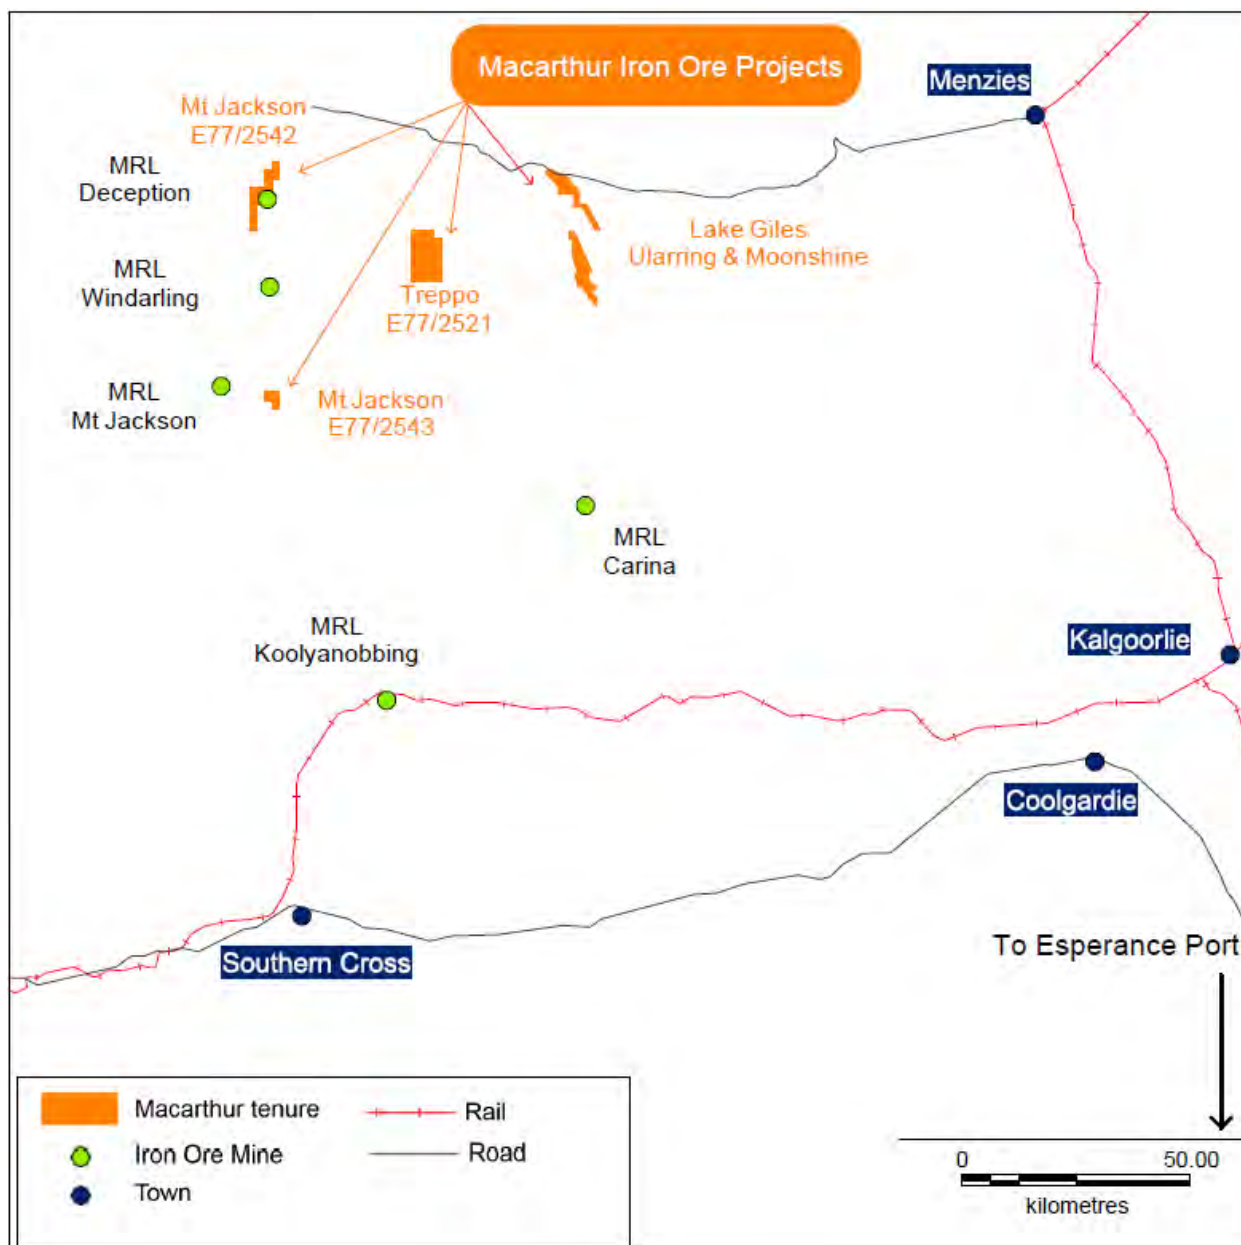 Macarthur Iron Ore Projects
Menzies
Mt Jackson
E77/2542
MRL
Deception
Lake Giles
Ularring & Moonshine
MRL
Windarling
Treppo
E77/2521
MRL
Mt Jackson
Mt Jackson
E77/2543
MRL
Carina
MRL
Koolyanobbing
Kalgoorlie
Coolgardie
Southern Cross
To Esperance Port
Macarthur tenure
Rail
Iron Ore Mine
Road
Town
0 50.00
kilometres